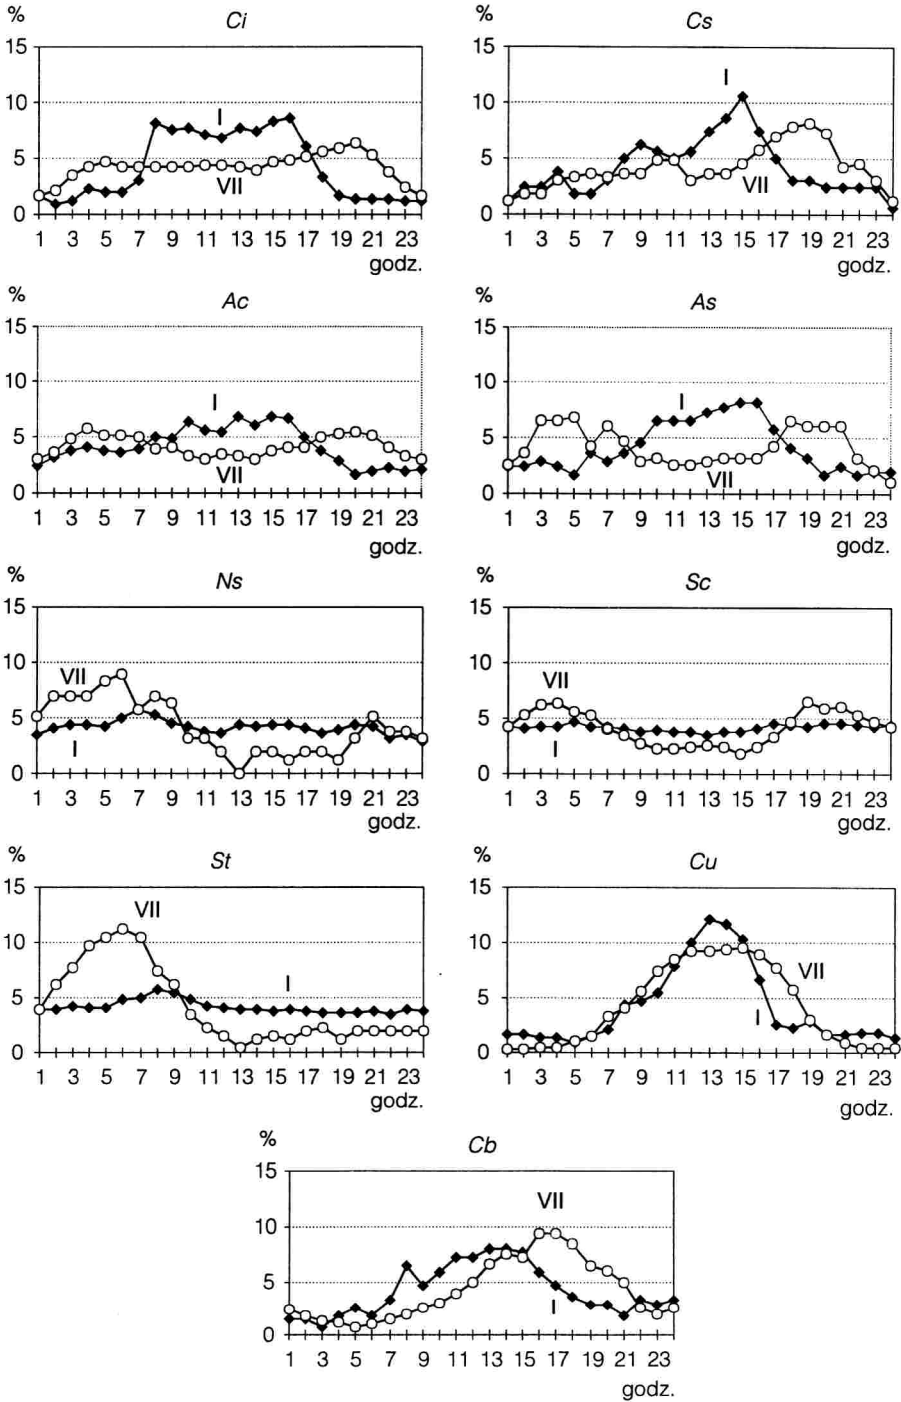 % Ci % Cs
15 15
10 I 10 I
5 5
VII VII
0 0
1 3 5 7 9 11 13 15 17 19 21 23 1 3 5 7 9 11 13 15 17 19 21 23
godz. godz.
% Ac % As
15 15
10 10
I I
5 5
VII VII
0 0
1 3 5 7 9 11 13 15 17 19 21 23 1 3 5 7 9 11 13 15 17 19 21 23
godz. godz.
% Ns % Sc
15 15
10 10
VII VII
5 5
I I
0 0
1 3 5 7 9 11 13 15 17 19 21 23 1 3 5 7 9 11 13 15 17 19 21 23
godz. godz.
% St % Cu
15 15
VII
10 10
VII
5 I 5
I
0 0
1 3 5 7 9 11 13 15 17 19 21 23 1 3 5 7 9 11 13 15 17 19 21 23
godz. godz.
% Cb
15
VII
10
5
I
0
1 3 5 7 9 11 13 15 17 19 21 23
godz.